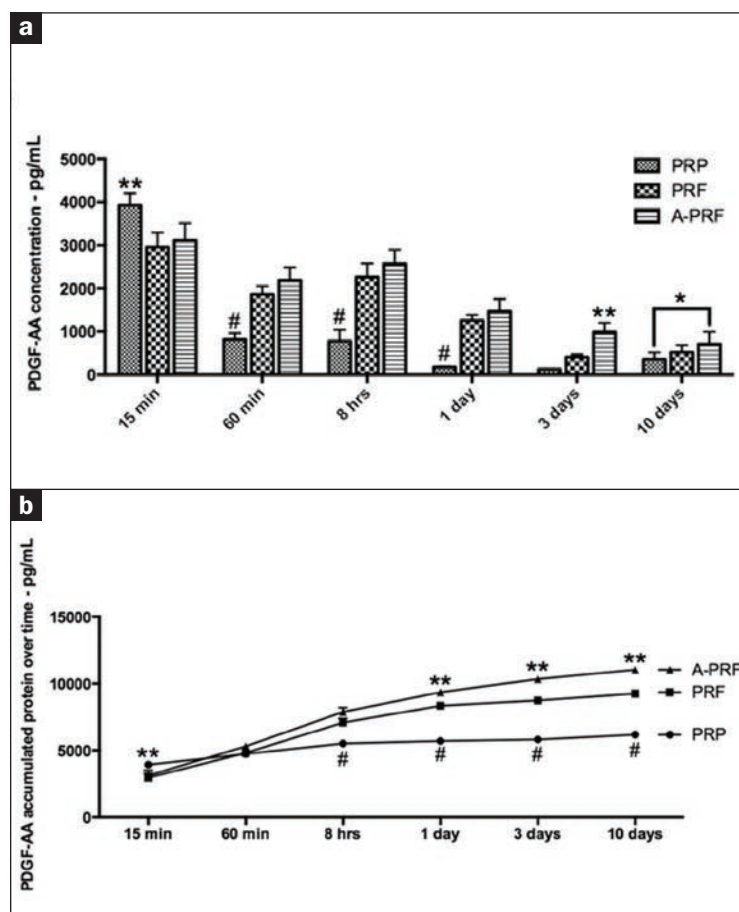 a
PDGF-AA concentration - pg/mL
5000
4000
3000
2000
1000
0
PRP
PRF
A-PRF
**
#
#
#
**
*
15 min
60 min
8 hrs
1 day
3 days
10 days
b
PDGF-AA accumulated protein over time - pg/mL
15000
10000
5000
0
**
**
**
**
#
#
#
#
A-PRF
PRF
PRP
15 min
60 min
8 hrs
1 day
3 days
10 days